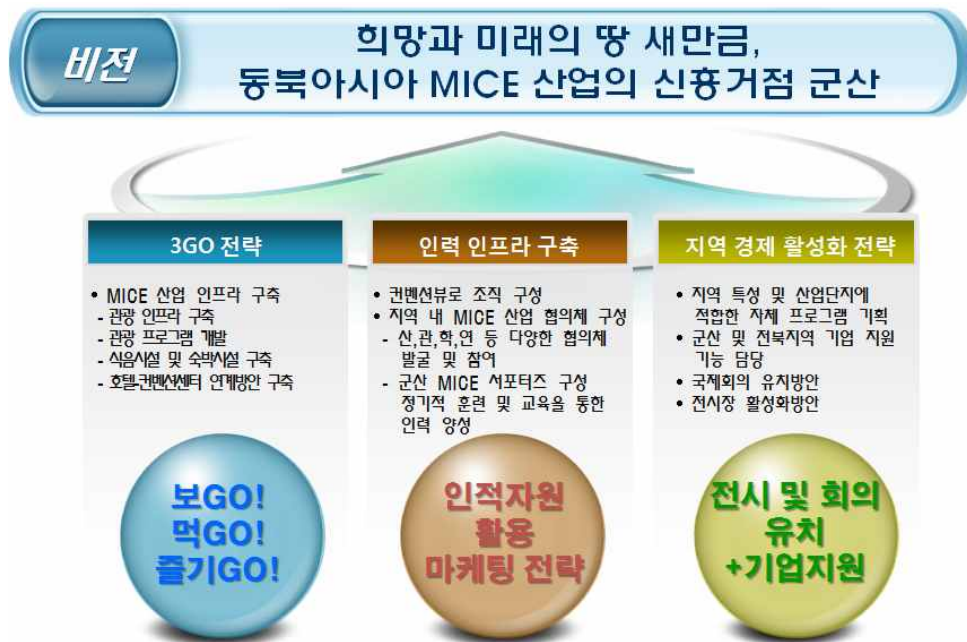 비전
희망과 미래의 땅 새만금,
동북아시아 MICE 산업의 신흥거점 군산
3GO 전략
• MICE 산업 인프라 구축
- 관광 인프라 구축
- 관광 프로그램 개발
- 식음시설 및 숙박시설 구축
- 호텔-컨벤션센터 연계방안 구축
보GO!
먹GO!
즐기GO!
인력 인프라 구축
• 컨벤션뷰로 조직 구성
• 지역 내 MICE 산업 협의체 구성
- 산,관,학,연 등 다양한 협의체
발굴 및 참여
- 군산 MICE 서포터즈 구성
정기적 훈련 및 교육을 통한
인력 양성
인적자원
활용
마케팅 전략
지역 경제 활성화 전략
• 지역 특성 및 산업단지에
적합한 자체 프로그램 기획
• 군산 및 전북지역 기업 지원
기능 담당
• 국제회의 유치방안
• 전시장 활성화방안
전시 및 회의
유치
+기업지원